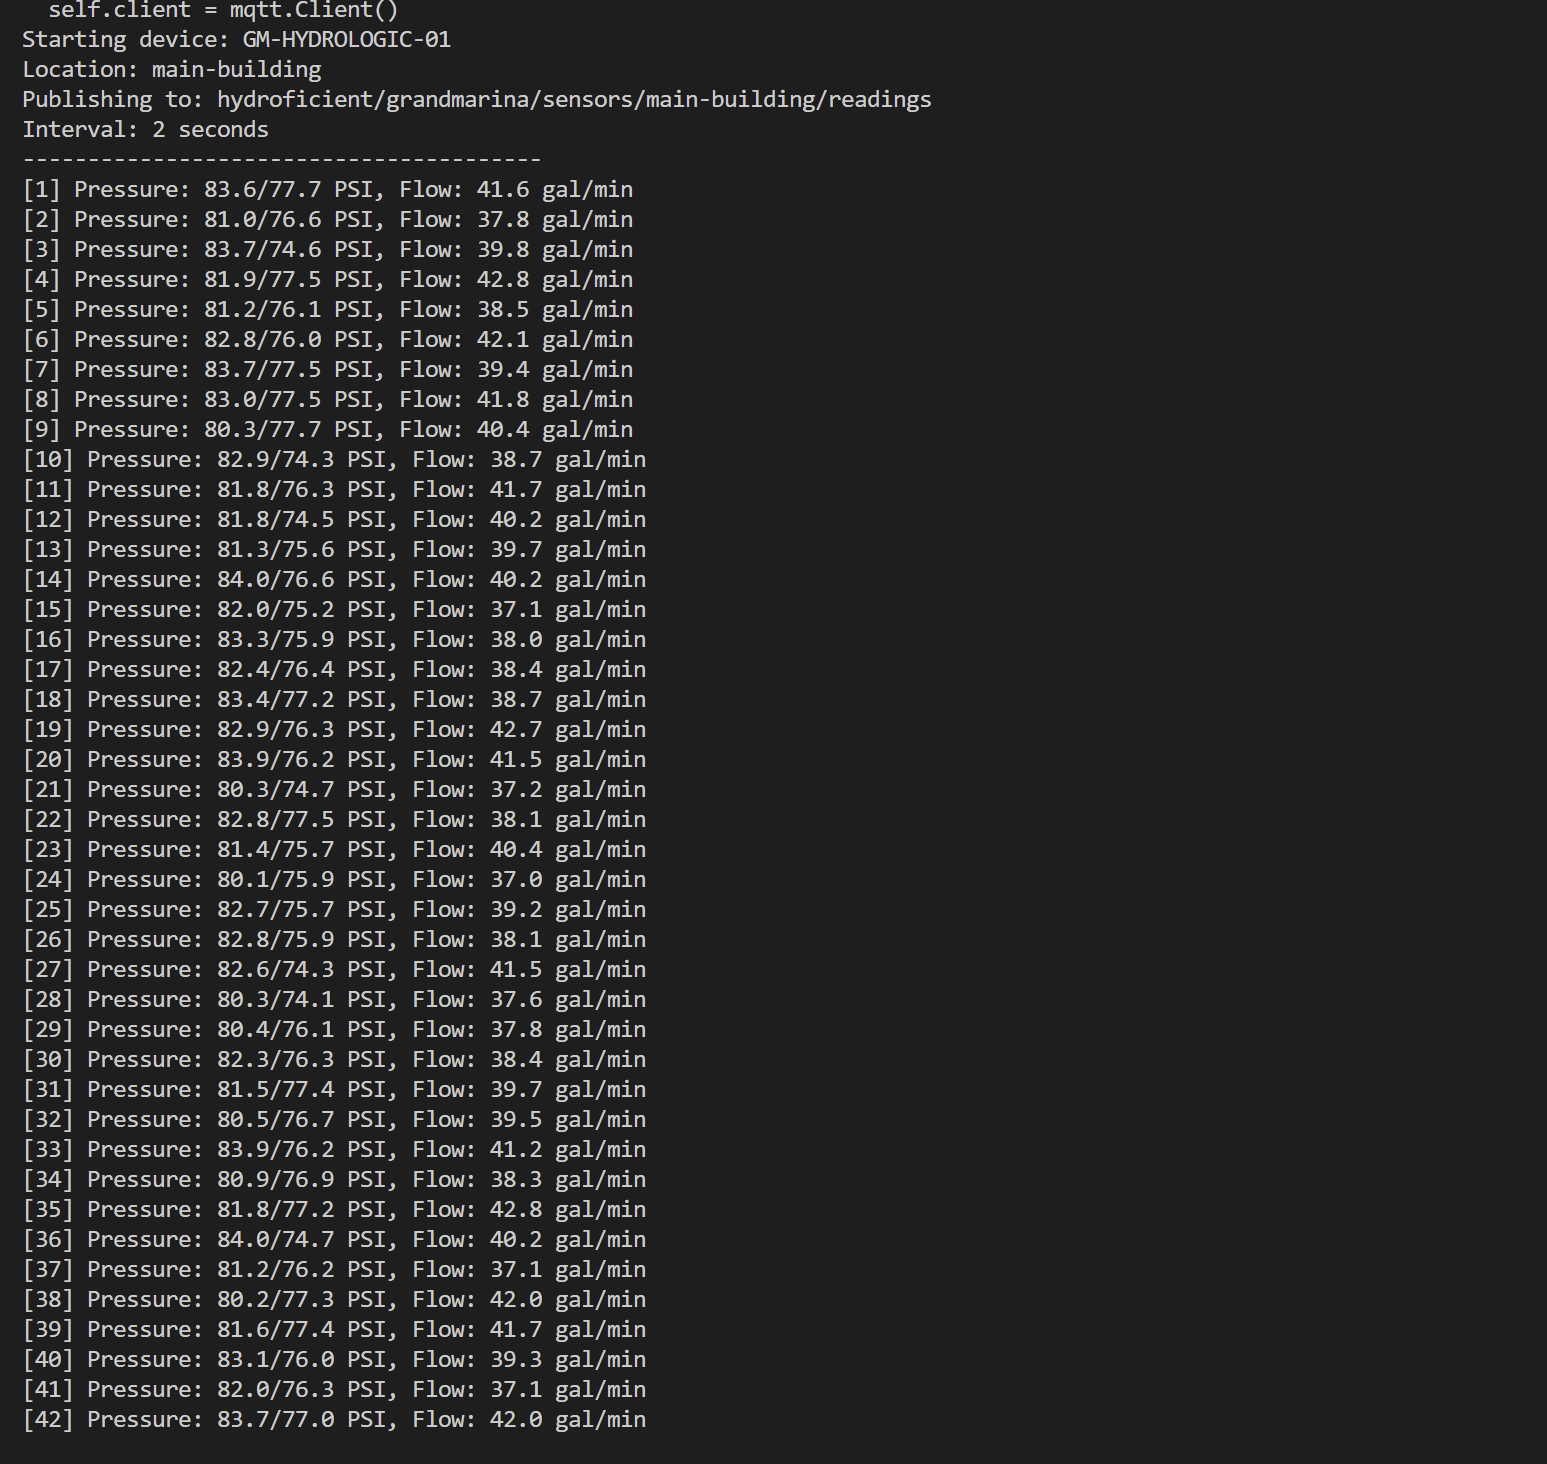 self.client = mqtt.Client()
Starting device: GM-HYDROLOGIC-01
Location: main-building
Publishing to: hydroficient/grandmarina/sensors/main-building/readings
Interval: 2 seconds
----------------------------------------
[1] Pressure: 83.6/77.7 PSI, Flow: 41.6 gal/min
[2] Pressure: 81.0/76.6 PSI, Flow: 37.8 gal/min
[3] Pressure: 83.7/74.6 PSI, Flow: 39.8 gal/min
[4] Pressure: 81.9/77.5 PSI, Flow: 42.8 gal/min
[5] Pressure: 81.2/76.1 PSI, Flow: 38.5 gal/min
[6] Pressure: 82.8/76.0 PSI, Flow: 42.1 gal/min
[7] Pressure: 83.7/77.5 PSI, Flow: 39.4 gal/min
[8] Pressure: 83.0/77.5 PSI, Flow: 41.8 gal/min
[9] Pressure: 80.3/77.7 PSI, Flow: 40.4 gal/min
[10] Pressure: 82.9/74.3 PSI, Flow: 38.7 gal/min
[11] Pressure: 81.8/76.3 PSI, Flow: 41.7 gal/min
[12] Pressure: 81.8/74.5 PSI, Flow: 40.2 gal/min
[13] Pressure: 81.3/75.6 PSI, Flow: 39.7 gal/min
[14] Pressure: 84.0/76.6 PSI, Flow: 40.2 gal/min
[15] Pressure: 82.0/75.2 PSI, Flow: 37.1 gal/min
[16] Pressure: 83.3/75.9 PSI, Flow: 38.0 gal/min
[17] Pressure: 82.4/76.4 PSI, Flow: 38.4 gal/min
[18] Pressure: 83.4/77.2 PSI, Flow: 38.7 gal/min
[19] Pressure: 82.9/76.3 PSI, Flow: 42.7 gal/min
[20] Pressure: 83.9/76.2 PSI, Flow: 41.5 gal/min
[21] Pressure: 80.3/74.7 PSI, Flow: 37.2 gal/min
[22] Pressure: 82.8/77.5 PSI, Flow: 38.1 gal/min
[23] Pressure: 81.4/75.7 PSI, Flow: 40.4 gal/min
[24] Pressure: 80.1/75.9 PSI, Flow: 37.0 gal/min
[25] Pressure: 82.7/75.7 PSI, Flow: 39.2 gal/min
[26] Pressure: 82.8/75.9 PSI, Flow: 38.1 gal/min
[27] Pressure: 82.6/74.3 PSI, Flow: 41.5 gal/min
[28] Pressure: 80.3/74.1 PSI, Flow: 37.6 gal/min
[29] Pressure: 80.4/76.1 PSI, Flow: 37.8 gal/min
[30] Pressure: 82.3/76.3 PSI, Flow: 38.4 gal/min
[31] Pressure: 81.5/77.4 PSI, Flow: 39.7 gal/min
[32] Pressure: 80.5/76.7 PSI, Flow: 39.5 gal/min
[33] Pressure: 83.9/76.2 PSI, Flow: 41.2 gal/min
[34] Pressure: 80.9/76.9 PSI, Flow: 38.3 gal/min
[35] Pressure: 81.8/77.2 PSI, Flow: 42.8 gal/min
[36] Pressure: 84.0/74.7 PSI, Flow: 40.2 gal/min
[37] Pressure: 81.2/76.2 PSI, Flow: 37.1 gal/min
[38] Pressure: 80.2/77.3 PSI, Flow: 42.0 gal/min
[39] Pressure: 81.6/77.4 PSI, Flow: 41.7 gal/min
[40] Pressure: 83.1/76.0 PSI, Flow: 39.3 gal/min
[41] Pressure: 82.0/76.3 PSI, Flow: 37.1 gal/min
[42] Pressure: 83.7/77.0 PSI, Flow: 42.0 gal/min